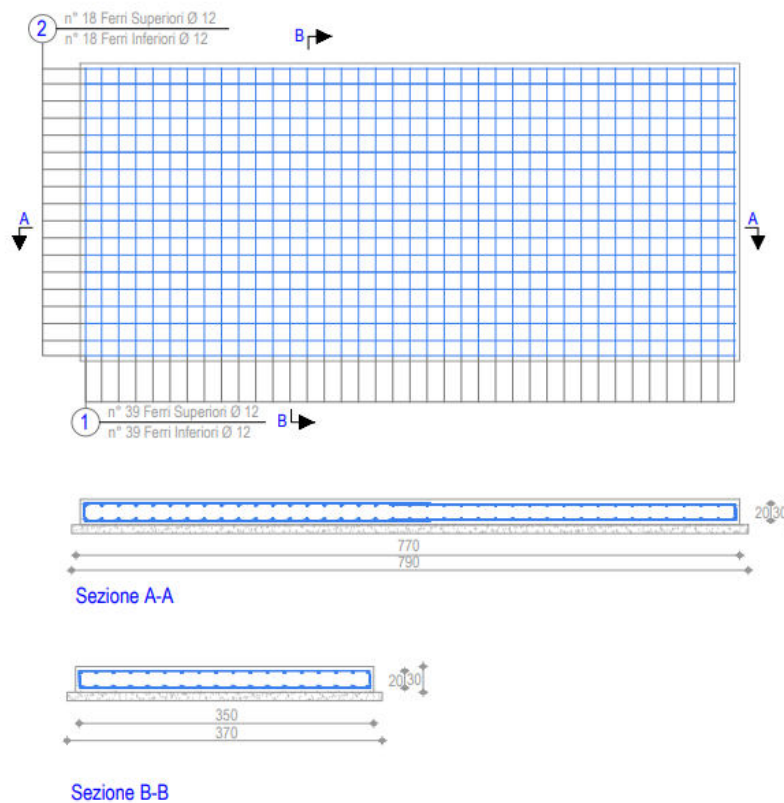 2
n° 18 Ferri Superiori Ø 12
n° 18 Ferri Inferiori Ø 12
B
A
A
1
n° 39 Ferri Superiori Ø 12
n° 39 Ferri Inferiori Ø 12
B
20
30
770
790
Sezione A-A
20
30
350
370
Sezione B-B